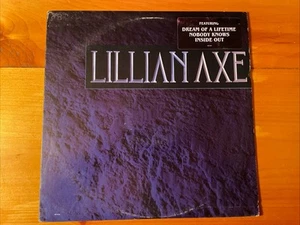 FEATURING:
DREAM OF A LIFETIME
NOBODY KNOWS
INSIDE OUT
LILLIAN AXE